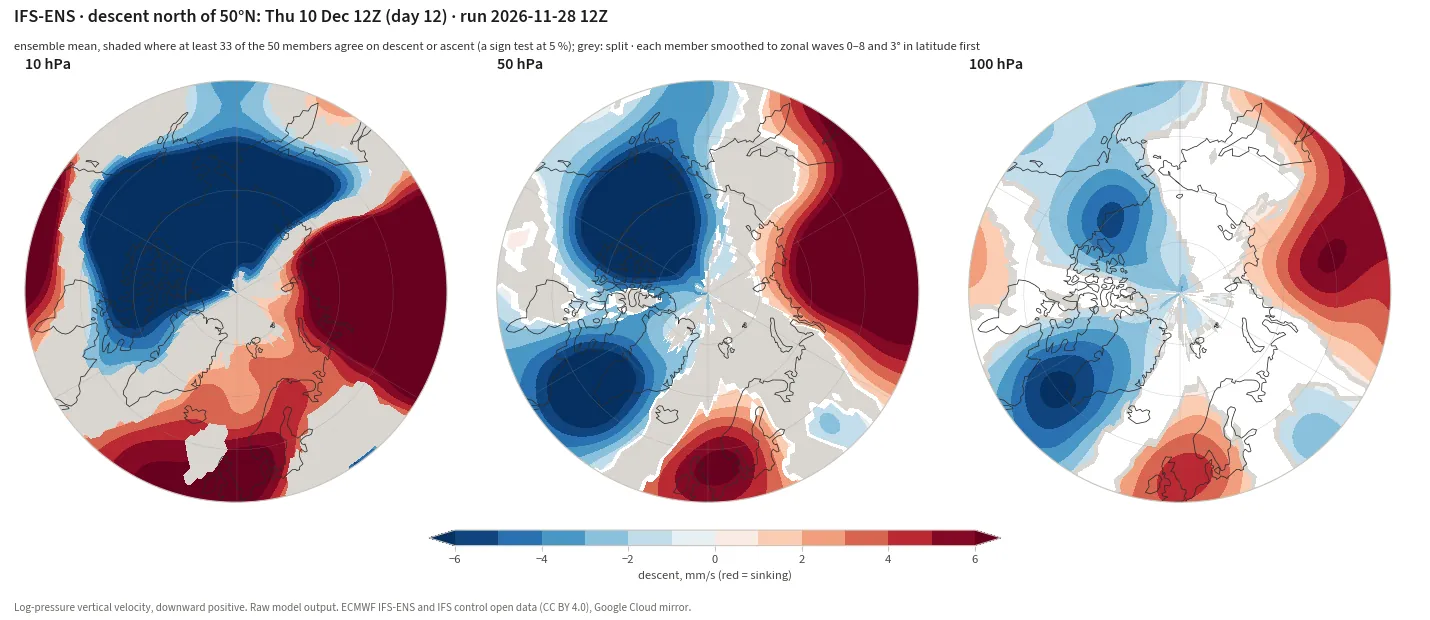 IFS-ENS · descent north of 50°N: Thu 10 Dec 12Z (day 12) · run 2026-11-28 12Z
ensemble mean, shaded where at least 33 of the 50 members agree on descent or ascent (a sign test at 5 %); grey: split · each member smoothed to zonal waves 0–8 and 3° in latitude first
10 hPa
50 hPa
100 hPa
−6 −4 −2 0 2 4 6
descent, mm/s (red = sinking)
Log-pressure vertical velocity, downward positive. Raw model output. ECMWF IFS-ENS and IFS control open data (CC BY 4.0), Google Cloud mirror.